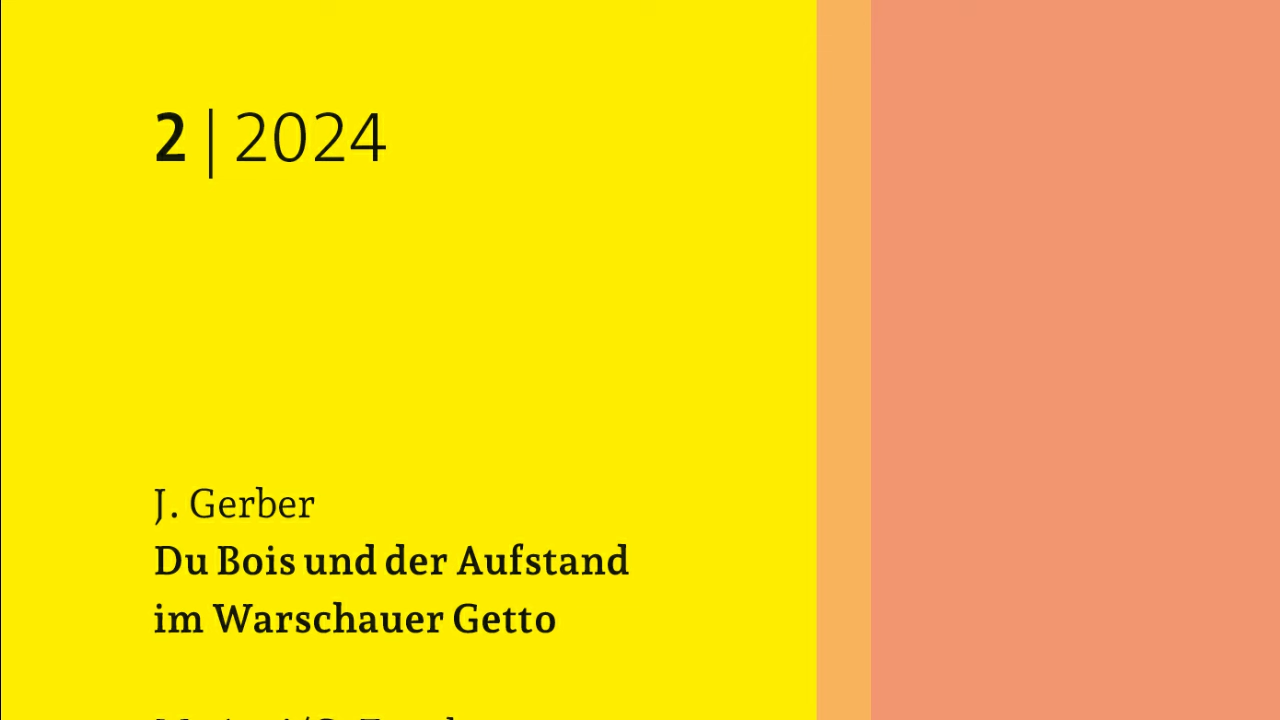 2 | 2024
J. Gerber
Du Bois und der Aufstand
im Warschauer Getto